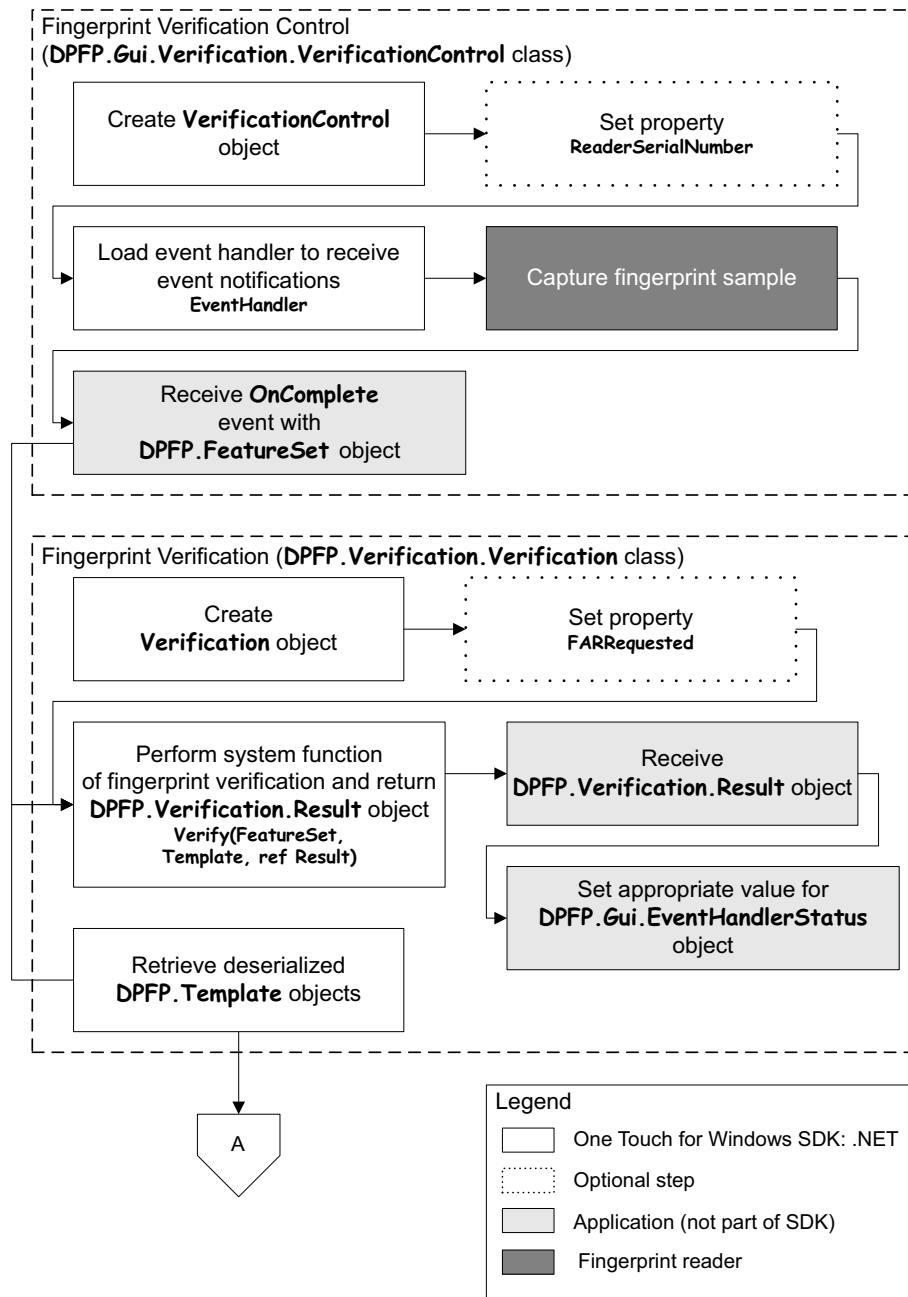 Fingerprint Verification Control
(DPFP.Gui.Verification.VerificationControl class)
Create VerificationControl
object
Set property
ReaderSerialNumber
Load event handler to receive
event notifications
EventHandler
Capture fingerprint sample
Receive OnComplete
event with
DPFP.FeatureSet object
Fingerprint Verification (DPFP.Verification.Verification class)
Create
Verification object
Set property
FARRequested
Perform system function
of fingerprint verification and return
DPFP.Verification.Result object
Verify(FeatureSet,
Template, ref Result)
Receive
DPFP.Verification.Result object
Set appropriate value for
DPFP.Gui.EventHandlerStatus
object
Retrieve deserialized
DPFP.Template objects
A
Legend
One Touch for Windows SDK: .NET
Optional step
Application (not part of SDK)
Fingerprint reader